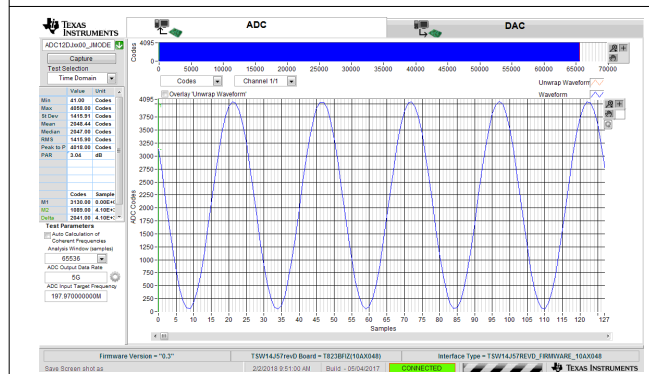 TEXAS INSTRUMENTS
ADC
DAC
ADC12DJxx00_JMODE
Capture
Test Selection
Time Domain
Value Unit
Min 41.00 Codes
Max 4058.00 Codes
St Dev 1415.91 Codes
Mean 2048.44 Codes
Median 2047.00 Codes
RMS 1415.90 Codes
Peak to P 4018.00 Codes
PAR 3.04 dB
Codes Sample
M1 3130.00 0.00E+(
M2 1089.00 4.10E+:
Delta 2041.00 4.10E+:
Test Parameters
Auto Calculation of Coherent Frequencies
Analysis Window (samples)
65536
ADC Output Data Rate
5G
ADC Input Target Frequency
197.970000000M
Codes
4095
0
0 5000 10000 15000 20000 25000 30000 35000 40000 45000 50000 55000 60000 65000 70000
Codes
Channel 1/1
Unwrap Waveform
Overlay 'Unwrap Waveform'
Waveform
ADC Codes
4095
3750
3500
3250
3000
2750
2500
2250
2000
1750
1500
1250
1000
750
500
250
0
0 5 10 15 20 25 30 35 40 45 50 55 60 65 70 75 80 85 90 95 100 105 110 115 120 127
Samples
Firmware Version = "0.3"
TSW14J57revD Board = T823BFIZ(10AX048)
Interface Type = TSW14J57REVD_FIRMWARE_10AX048
Save Screen shot as
2/2/2018 9:51:00 AM
Build - 05/04/2017
CONNECTED
TEXAS INSTRUMENTS